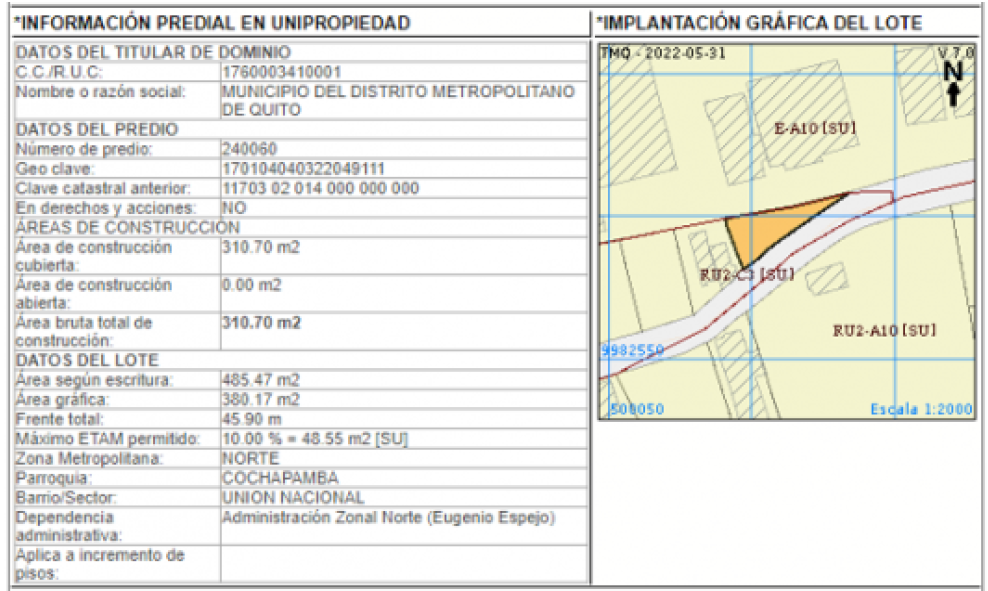 *INFORMACIÓN PREDIAL EN UNIPROPIEDAD
DATOS DEL TITULAR DE DOMINIO
C.C./R.U.C: 1760003410001
Nombre o razón social: MUNICIPIO DEL DISTRITO METROPOLITANO
DE QUITO
DATOS DEL PREDIO
Número de predio: 240060
Geo clave: 170104040322049111
Clave catastral anterior: 11703 02 014 000 000 000
En derechos y acciones: NO
ÁREAS DE CONSTRUCCIÓN
Área de construcción 310.70 m2
cubierta:
Área de construcción 0.00 m2
abierta:
Área bruta total de 310.70 m2
construcción:
DATOS DEL LOTE
Área según escritura: 485.47 m2
Área gráfica: 380.17 m2
Frente total: 45.90 m
Máximo ETAM permitido: 10.00 % = 48.55 m2 [SU]
Zona Metropolitana: NORTE
Parroquia: COCHAPAMBA
Barrio/Sector: UNION NACIONAL
Dependencia Administración Zonal Norte (Eugenio Espejo)
administrativa:
Aplica a incremento de
pisos:
*IMPLANTACIÓN GRÁFICA DEL LOTE
TMQ - 2022-05-31 V 7.0
N
E-A10 [SU]
RU2-C3 [SU]
RU2-A10 [SU]
9982550
500050 Escala 1:2000